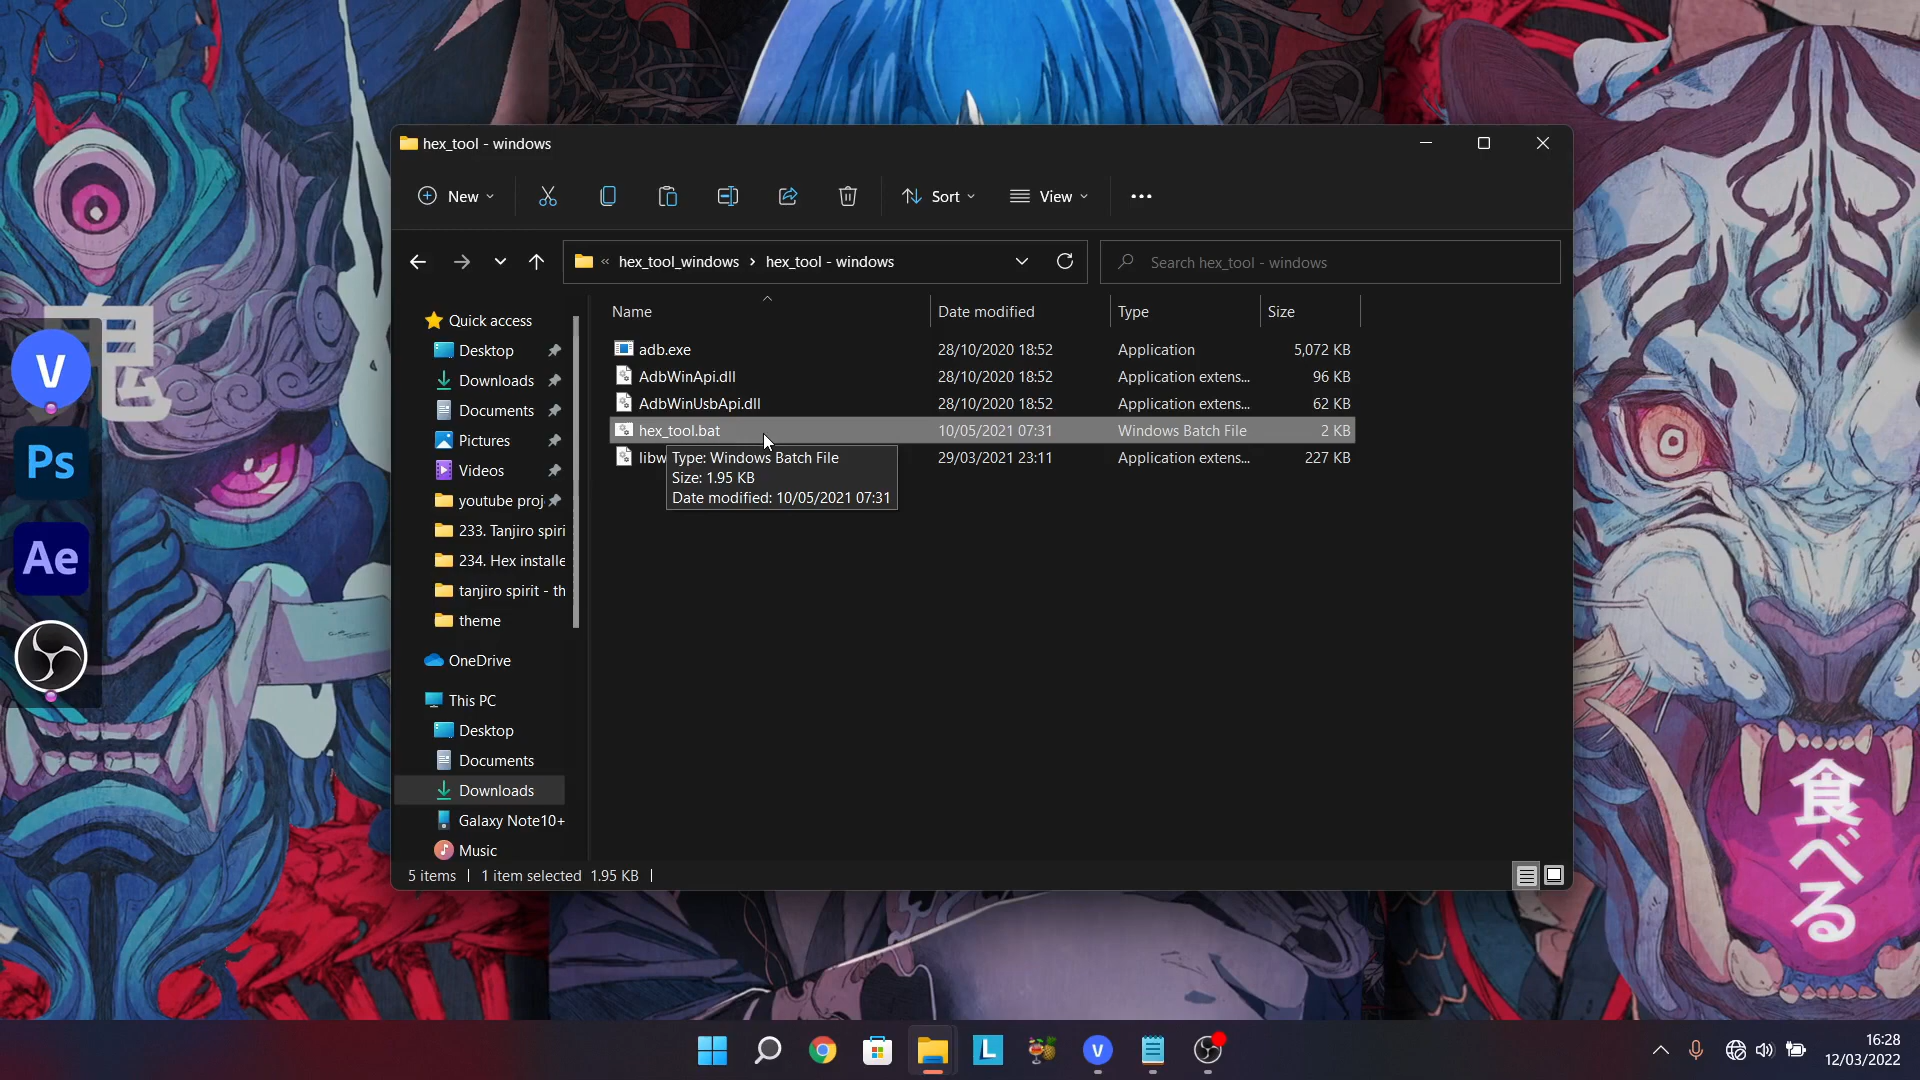 hex_tool - windows
New
Sort
View
« hex_tool_windows > hex_tool - windows
Search hex_tool - windows
Name
Date modified
Type
Size
Quick access
Desktop
Downloads
Documents
Pictures
Videos
youtube proj
233. Tanjiro spiri
234. Hex installe
tanjiro spirit - th
theme
OneDrive
This PC
Desktop
Documents
Downloads
Galaxy Note10+
Music
adb.exe 28/10/2020 18:52 Application 5,072 KB
AdbWinApi.dll 28/10/2020 18:52 Application extens... 96 KB
AdbWinUsbApi.dll 28/10/2020 18:52 Application extens... 62 KB
hex_tool.bat 10/05/2021 07:31 Windows Batch File 2 KB
libw 29/03/2021 23:11 Application extens... 227 KB
Type: Windows Batch File
Size: 1.95 KB
Date modified: 10/05/2021 07:31
5 items | 1 item selected 1.95 KB |
鬼
V
Ps
Ae
食べる
L
V
16:28
12/03/2022